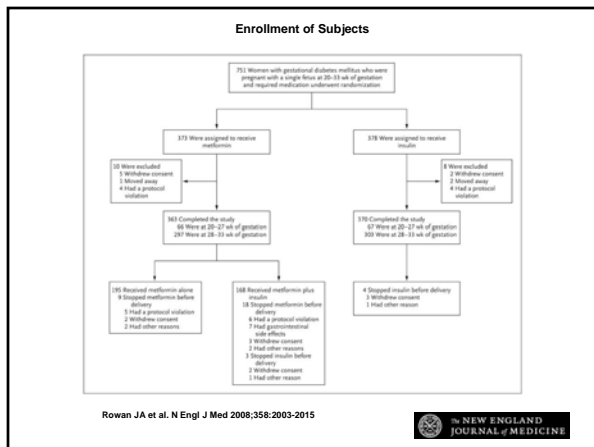 Enrollment of Subjects
751 Women with gestational diabetes mellitus who were
pregnant with a single fetus at 20–33 wk of gestation
and required medication underwent randomization
373 Were assigned to receive
metformin
378 Were assigned to receive
insulin
10 Were excluded
5 Withdrew consent
1 Moved away
4 Had a protocol
violation
8 Were excluded
2 Withdrew consent
2 Moved away
4 Had a protocol
violation
363 Completed the study
66 Were at 20–27 wk of gestation
297 Were at 28–33 wk of gestation
370 Completed the study
67 Were at 20–27 wk of gestation
303 Were at 28–33 wk of gestation
195 Received metformin alone
9 Stopped metformin before
delivery
5 Had a protocol violation
2 Withdrew consent
2 Had other reasons
168 Received metformin plus
insulin
18 Stopped metformin before
delivery
6 Had a protocol violation
7 Had gastrointestinal
side effects
3 Withdrew consent
2 Had other reasons
3 Stopped insulin before
delivery
2 Withdrew consent
1 Had other reason
4 Stopped insulin before delivery
3 Withdrew consent
1 Had other reason
Rowan JA et al. N Engl J Med 2008;358:2003-2015
The NEW ENGLAND
JOURNAL of MEDICINE